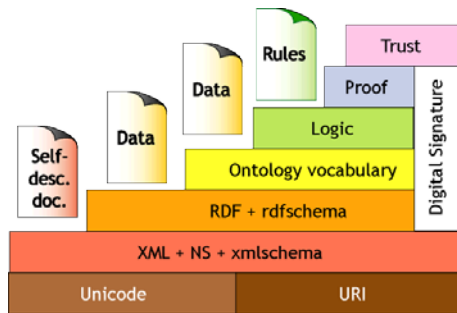 Rules
Trust
Data
Proof
Data
Logic
Digital Signature
Self-
desc.
doc.
Ontology vocabulary
RDF + rdfschema
XML + NS + xmlschema
Unicode
URI